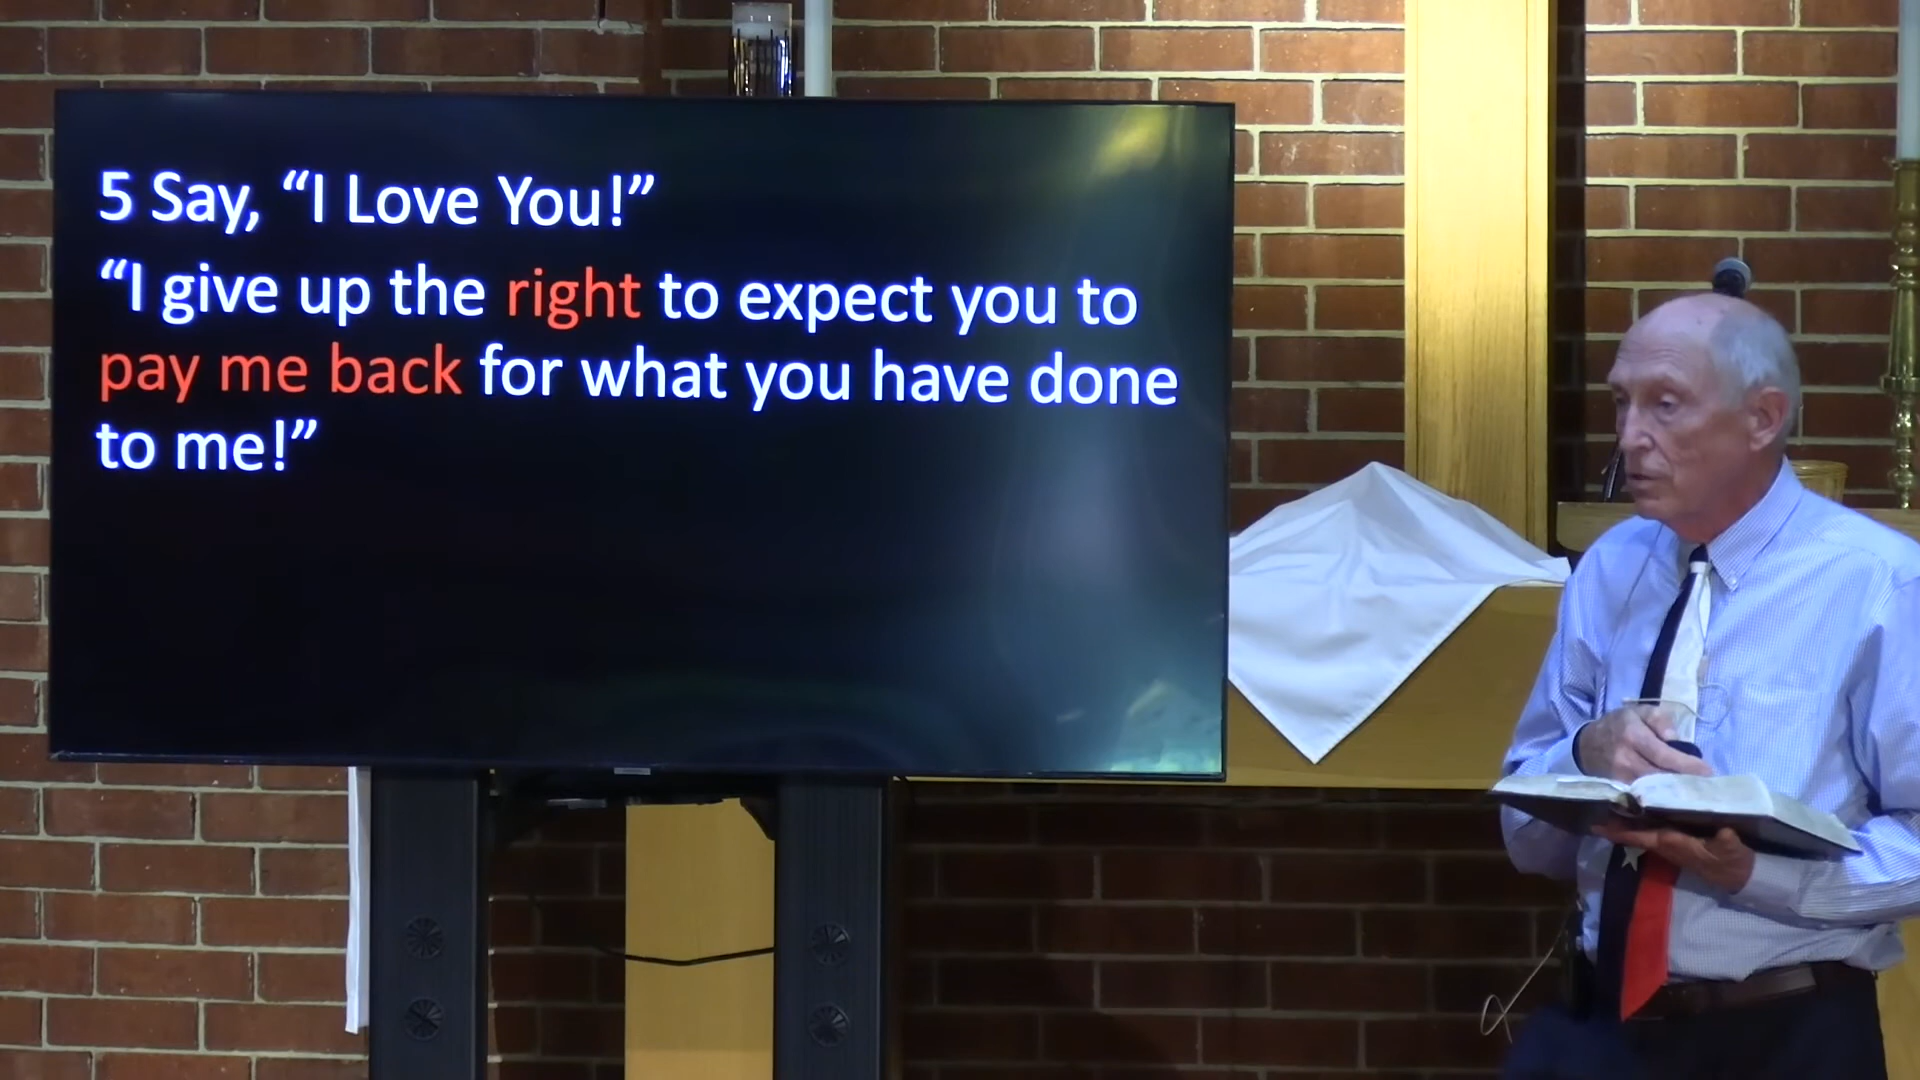 5 Say, “I Love You!”
“I give up the right to expect you to
pay me back for what you have done
to me!”